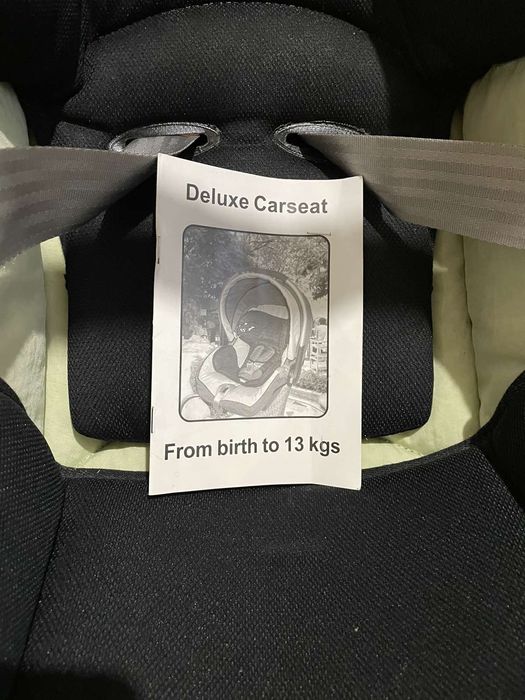 Deluxe Carseat
From birth to 13 kgs